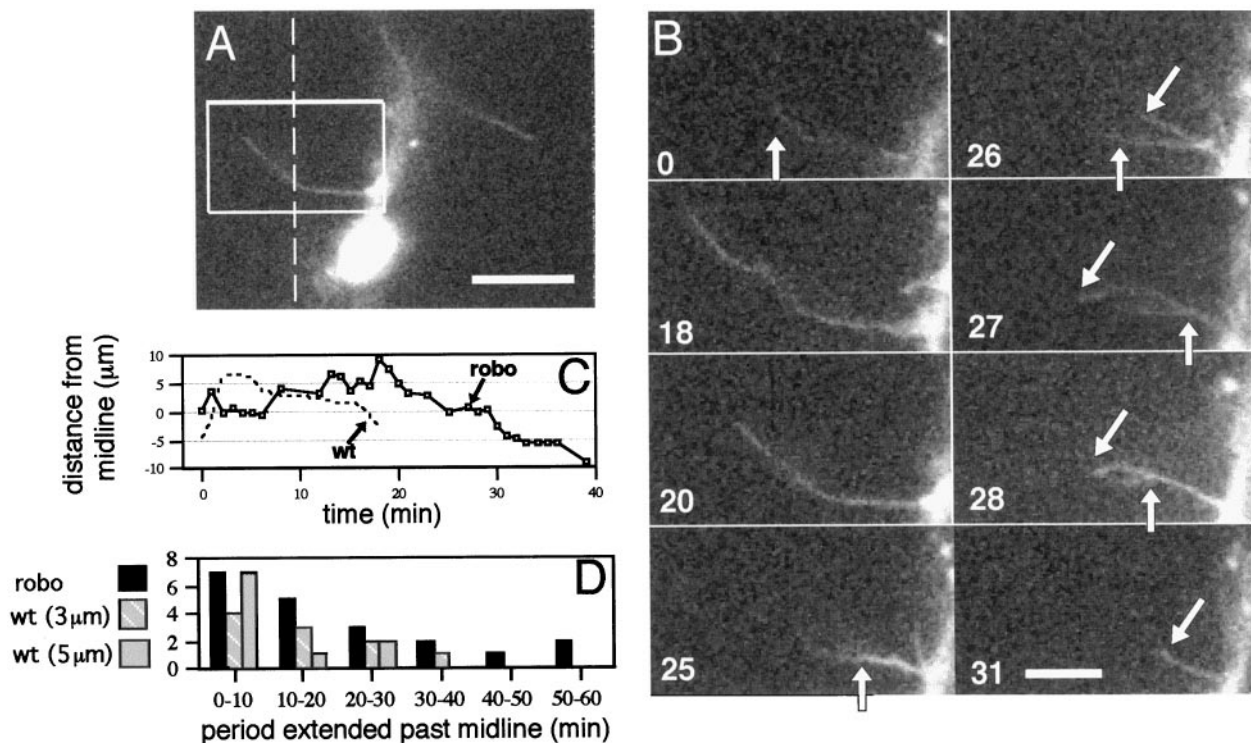 A
B
0
26
18
27
20
28
25
31
C
distance from
midline (µm)
10
5
0
-5
-10
robo
wt
0
10
20
30
40
time (min)
D
robo
wt (3µm)
wt (5µm)
8
6
4
2
0
0-10
10-20
20-30
30-40
40-50
50-60
period extended past midline (min)